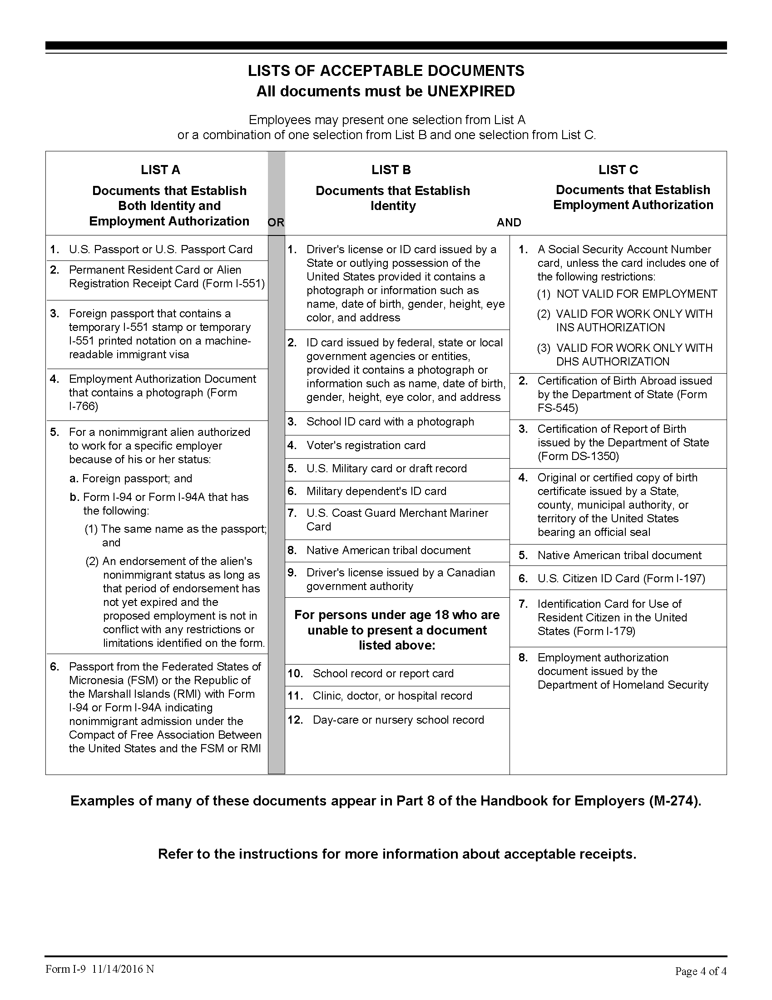 LISTS OF ACCEPTABLE DOCUMENTS
All documents must be UNEXPIRED
Employees may present one selection from List A
or a combination of one selection from List B and one selection from List C.
LIST A
Documents that Establish
Both Identity and
Employment Authorization
OR
LIST B
Documents that Establish
Identity
AND
LIST C
Documents that Establish
Employment Authorization
1. U.S. Passport or U.S. Passport Card
2. Permanent Resident Card or Alien
Registration Receipt Card (Form I-551)
3. Foreign passport that contains a
temporary I-551 stamp or temporary
I-551 printed notation on a machine-
readable immigrant visa
4. Employment Authorization Document
that contains a photograph (Form
I-766)
5. For a nonimmigrant alien authorized
to work for a specific employer
because of his or her status:
a. Foreign passport; and
b. Form I-94 or Form I-94A that has
the following:
(1) The same name as the passport;
and
(2) An endorsement of the alien's
nonimmigrant status as long as
that period of endorsement has
not yet expired and the
proposed employment is not in
conflict with any restrictions or
limitations identified on the form.
6. Passport from the Federated States of
Micronesia (FSM) or the Republic of
the Marshall Islands (RMI) with Form
I-94 or Form I-94A indicating
nonimmigrant admission under the
Compact of Free Association Between
the United States and the FSM or RMI
1. Driver's license or ID card issued by a
State or outlying possession of the
United States provided it contains a
photograph or information such as
name, date of birth, gender, height, eye
color, and address
2. ID card issued by federal, state or local
government agencies or entities,
provided it contains a photograph or
information such as name, date of birth,
gender, height, eye color, and address
3. School ID card with a photograph
4. Voter's registration card
5. U.S. Military card or draft record
6. Military dependent's ID card
7. U.S. Coast Guard Merchant Mariner
Card
8. Native American tribal document
9. Driver's license issued by a Canadian
government authority
For persons under age 18 who are
unable to present a document
listed above:
10. School record or report card
11. Clinic, doctor, or hospital record
12. Day-care or nursery school record
1. A Social Security Account Number
card, unless the card includes one of
the following restrictions:
(1) NOT VALID FOR EMPLOYMENT
(2) VALID FOR WORK ONLY WITH
INS AUTHORIZATION
(3) VALID FOR WORK ONLY WITH
DHS AUTHORIZATION
2. Certification of Birth Abroad issued
by the Department of State (Form
FS-545)
3. Certification of Report of Birth
issued by the Department of State
(Form DS-1350)
4. Original or certified copy of birth
certificate issued by a State,
county, municipal authority, or
territory of the United States
bearing an official seal
5. Native American tribal document
6. U.S. Citizen ID Card (Form I-197)
7. Identification Card for Use of
Resident Citizen in the United
States (Form I-179)
8. Employment authorization
document issued by the
Department of Homeland Security
Examples of many of these documents appear in Part 8 of the Handbook for Employers (M-274).
Refer to the instructions for more information about acceptable receipts.
Form I-9 11/14/2016 N
Page 4 of 4